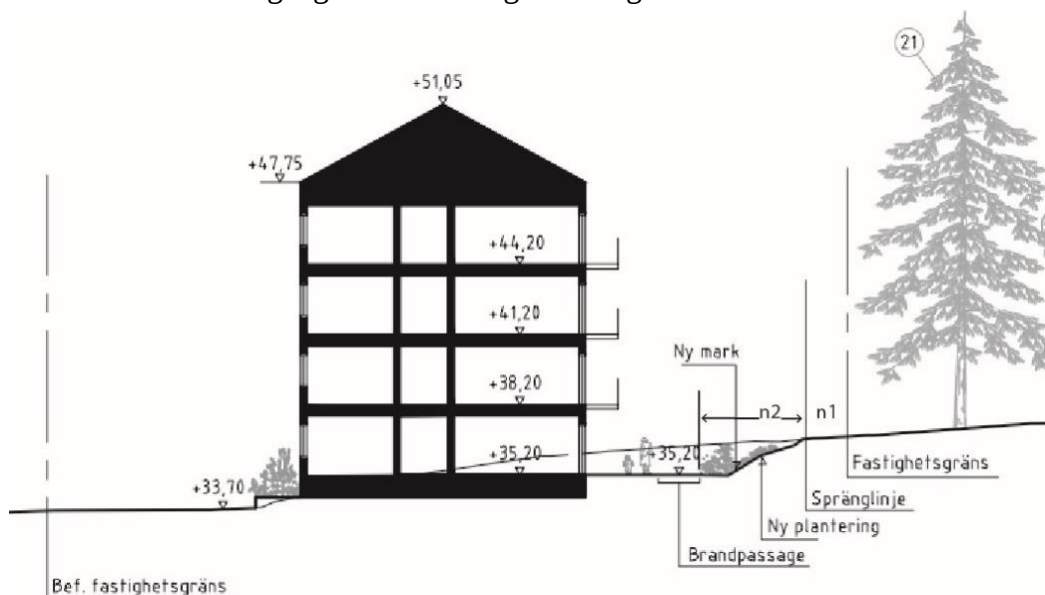 21
+51,05
+47,75
+44,20
+41,20
Ny mark
+38,20
n2 n1
+35,20
+35,20
Fastighetsgräns
+33,70
Spränglinje
Ny plantering
Brandpassage
Bef. fastighetsgräns